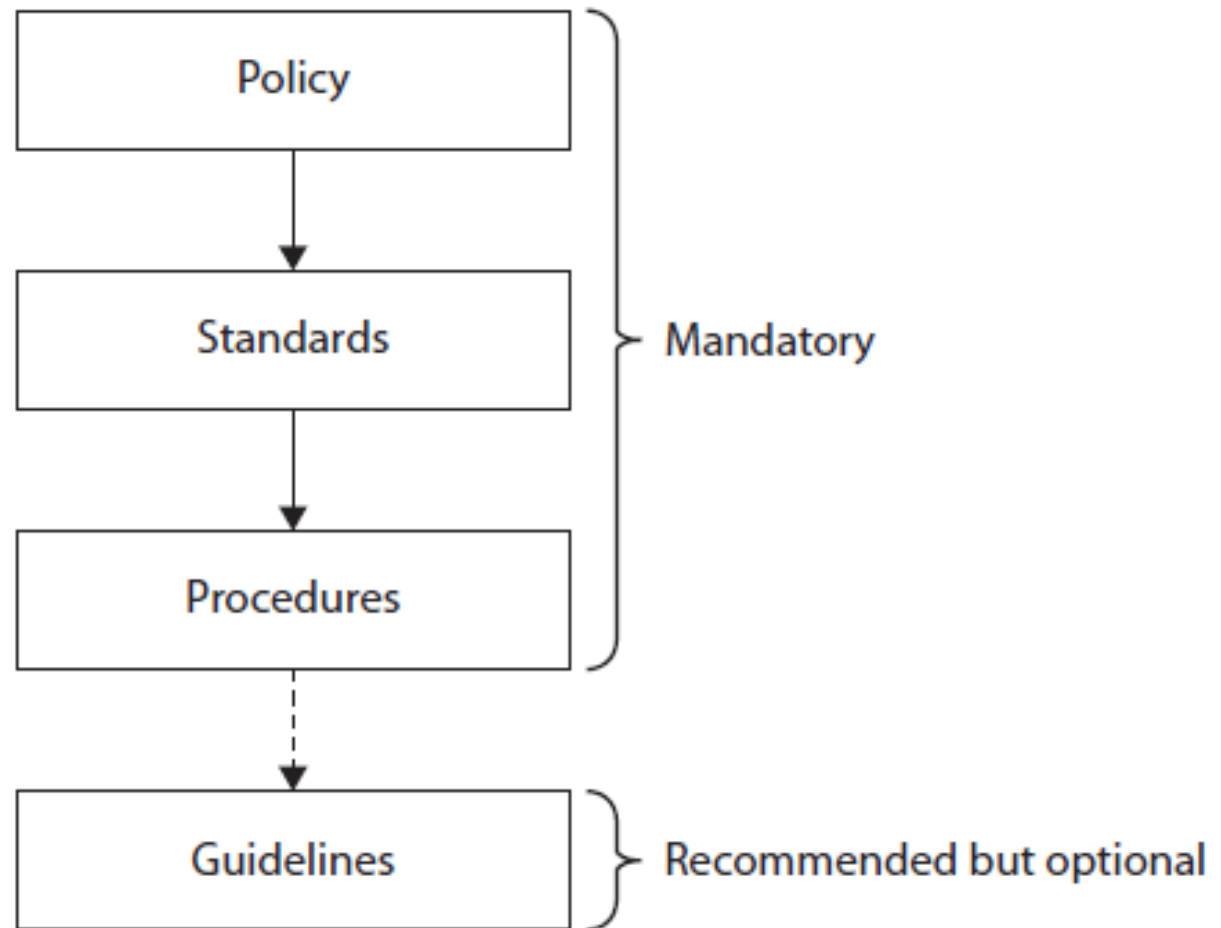 Policy
Standards
Mandatory
Procedures
Guidelines
Recommended but optional